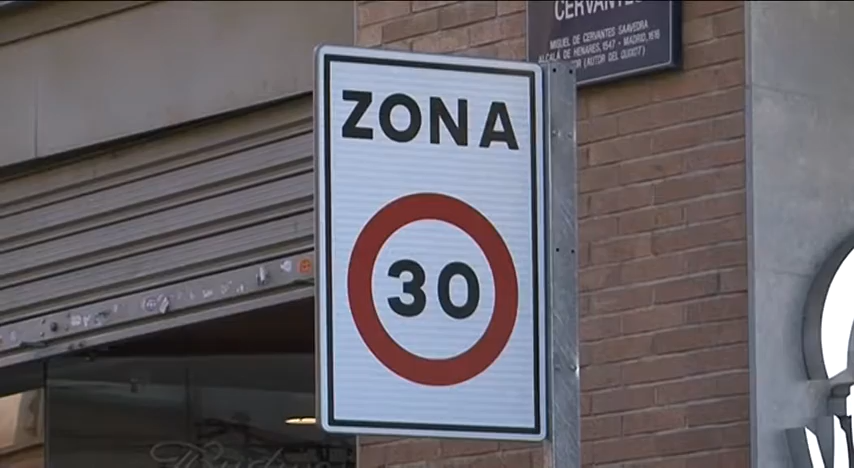 CERVANTES
MIGUEL DE CERVANTES SAAVEDRA
ALCALÁ DE HENARES, 1547 - MADRID, 1616
(AUTOR DEL QUIJOTE)
ZONA
30